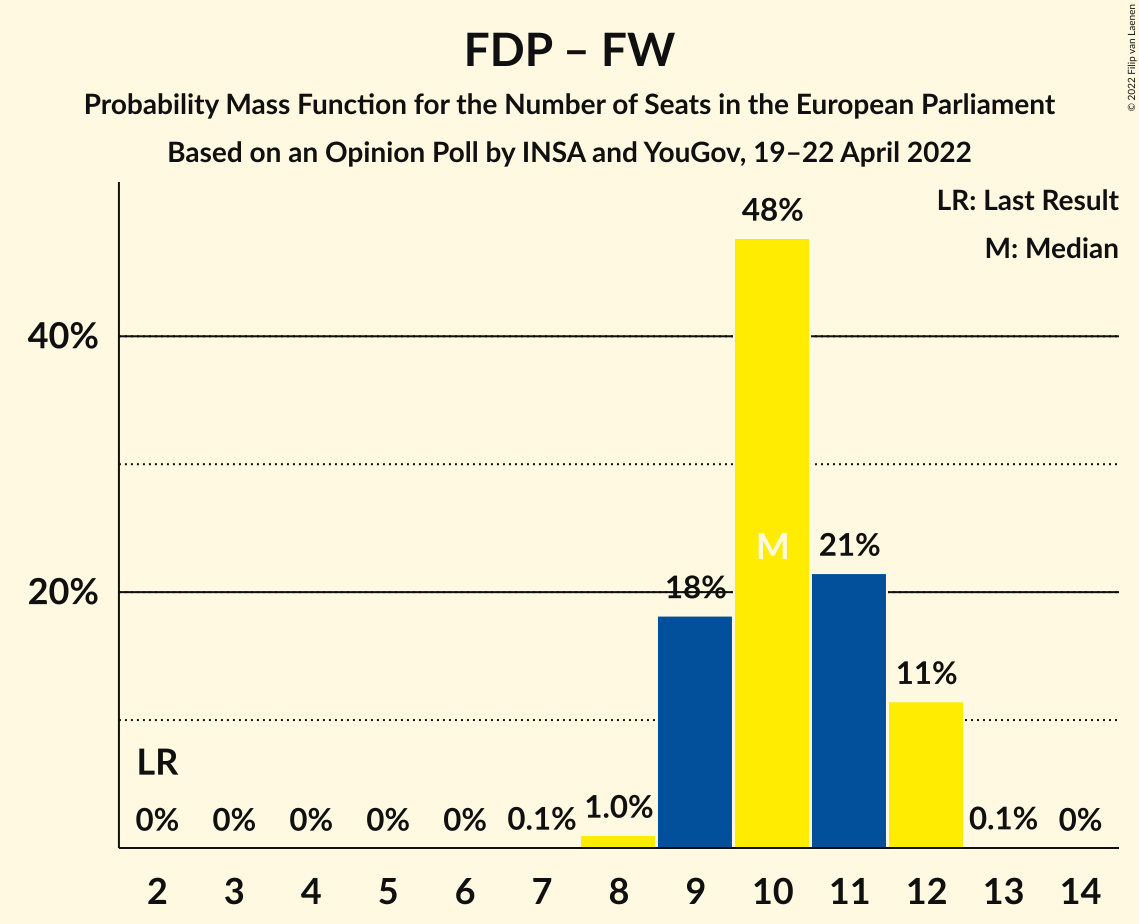 FDP – FW
Probability Mass Function for the Number of Seats in the European Parliament
Based on an Opinion Poll by INSA and YouGov, 19–22 April 2022
© 2022 Filip van Laenen
LR: Last Result
M: Median
48%
40%
M
21%
18%
20%
11%
LR
0%
0%
0%
0%
0%
0.1%
1.0%
0.1%
0%
2 3 4 5 6 7 8 9 10 11 12 13 14